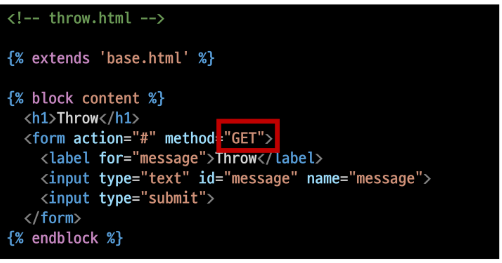 <!-- throw.html -->
{% extends 'base.html' %}
{% block content %}
<h1>Throw</h1>
<form action="#" method="GET">
<label for="message">Throw</label>
<input type="text" id="message" name="message">
<input type="submit">
</form>
{% endblock %}